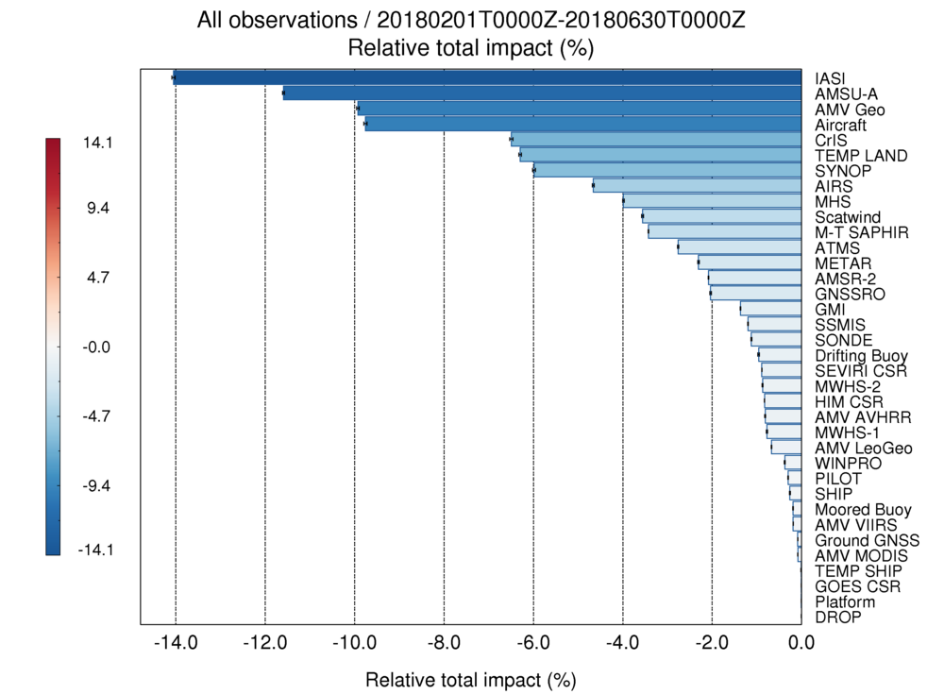 All observations / 20180201T0000Z-20180630T0000Z
Relative total impact (%)
14.1
9.4
4.7
-0.0
-4.7
-9.4
-14.1
IASI
AMSU-A
AMV Geo
Aircraft
CrIS
TEMP LAND
SYNOP
AIRS
MHS
Scatwind
M-T SAPHIR
ATMS
METAR
AMSR-2
GNSSRO
GMI
SSMIS
SONDE
Drifting Buoy
SEVIRI CSR
MWHS-2
HIM CSR
AMV AVHRR
MWHS-1
AMV LeoGeo
WINPRO
PILOT
SHIP
Moored Buoy
AMV VIIRS
Ground GNSS
AMV MODIS
TEMP SHIP
GOES CSR
Platform
DROP
-14.0 -12.0 -10.0 -8.0 -6.0 -4.0 -2.0 0.0
Relative total impact (%)